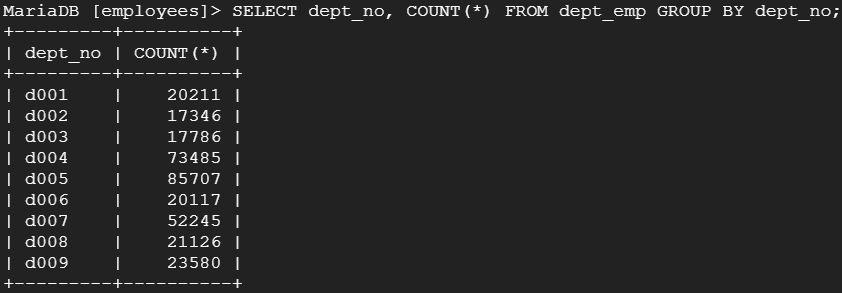 MariaDB [employees]> SELECT dept_no, COUNT(*) FROM dept_emp GROUP BY dept_no;
+---------+----------+
| dept_no | COUNT(*) |
+---------+----------+
| d001    |    20211 |
| d002    |    17346 |
| d003    |    17786 |
| d004    |    73485 |
| d005    |    85707 |
| d006    |    20117 |
| d007    |    52245 |
| d008    |    21126 |
| d009    |    23580 |
+---------+----------+